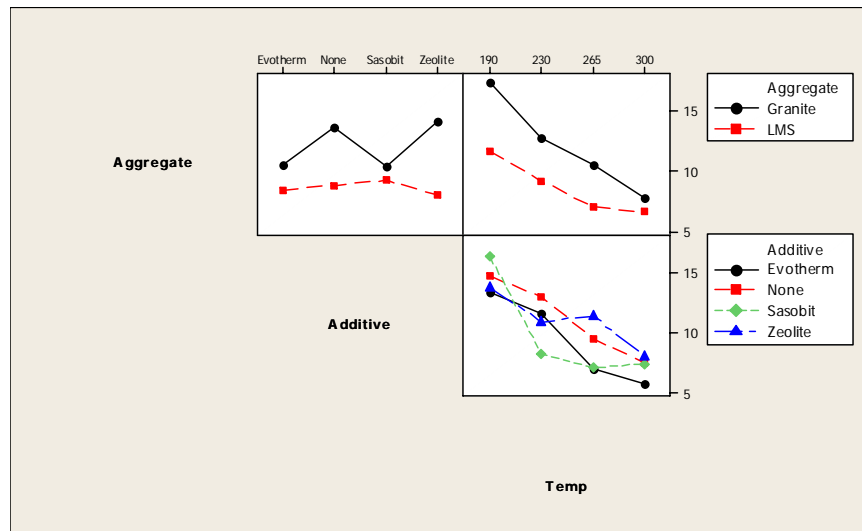 Evotherm None Sasobit Zeolite 190 230 265 300
Aggregate
Granite
LMS
15
10
5
Aggregate
Additive
Evotherm
None
Sasobit
Zeolite
15
10
5
Additive
Temp